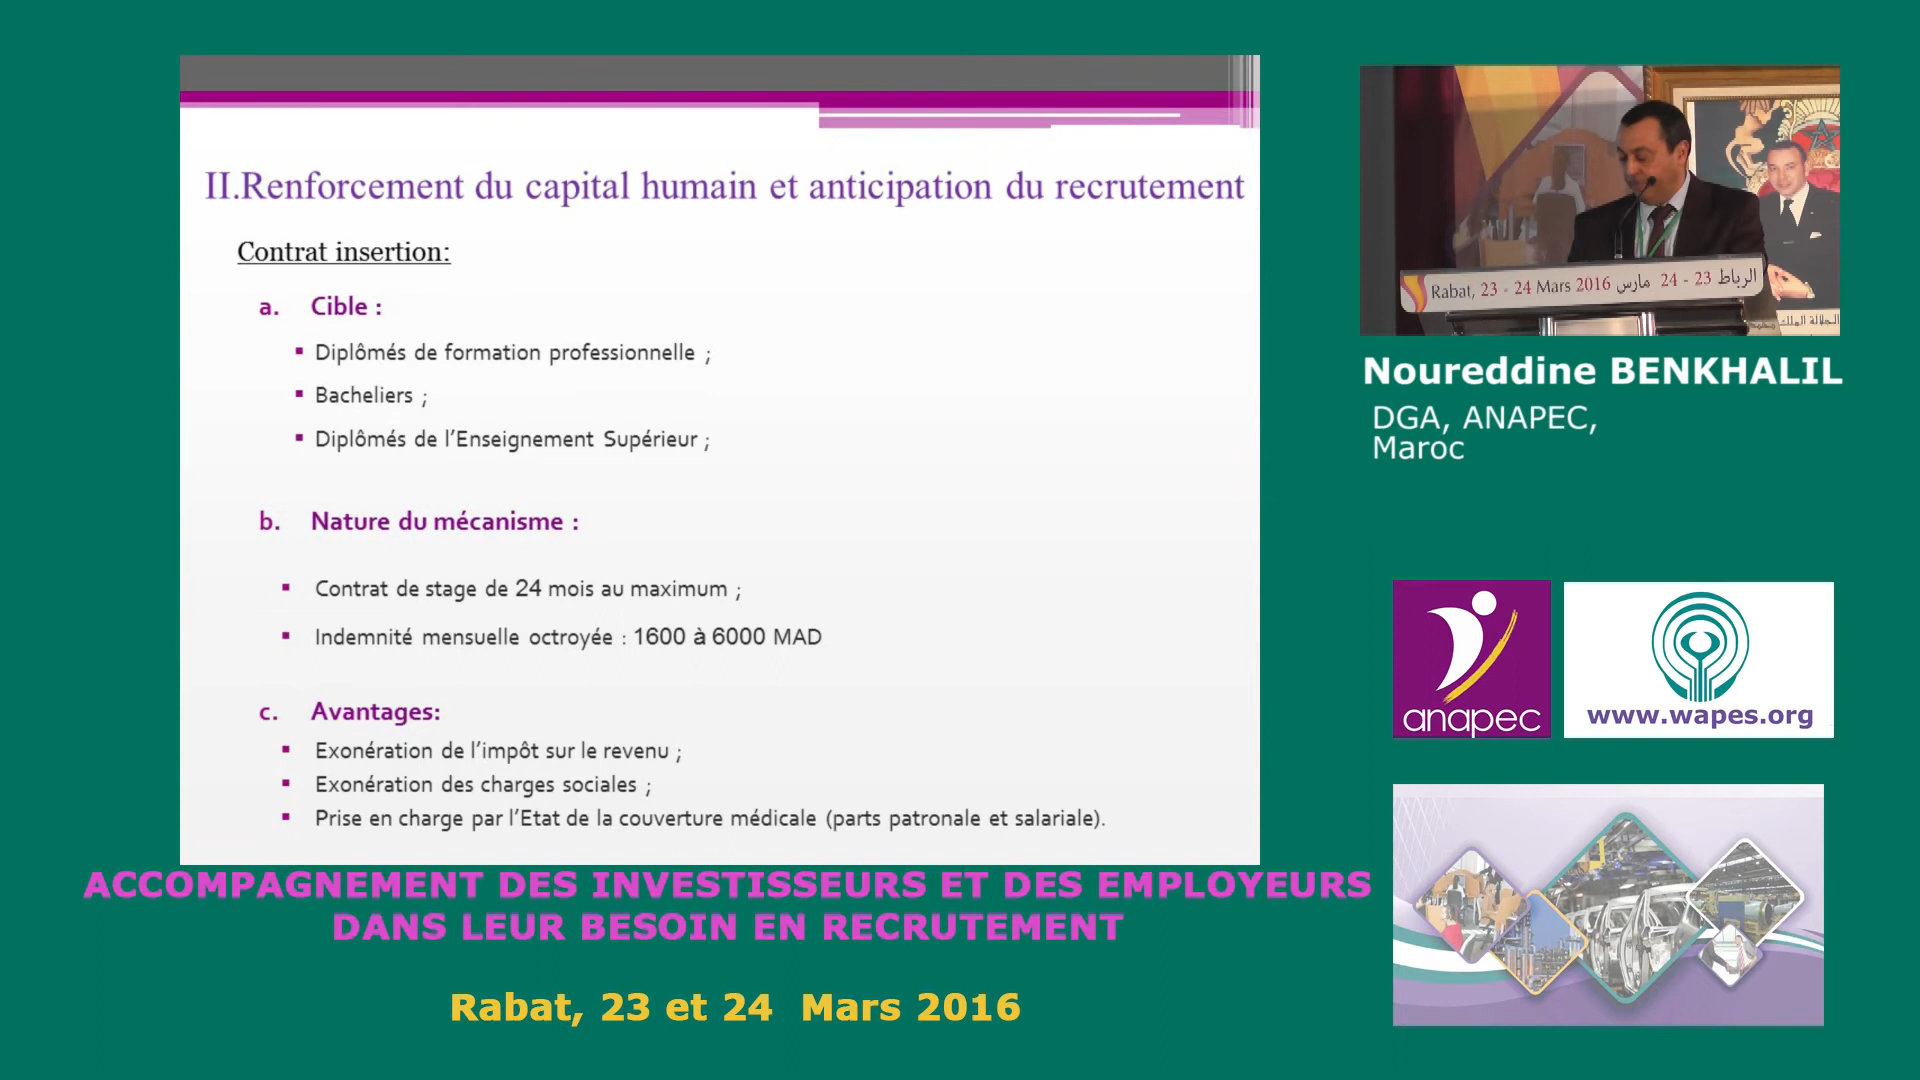 II.Renforcement du capital humain et anticipation du recrutement
Contrat insertion:
a. Cible :
▪ Diplômés de formation professionnelle ;
▪ Bacheliers ;
▪ Diplômés de l’Enseignement Supérieur ;
b. Nature du mécanisme :
▪ Contrat de stage de 24 mois au maximum ;
▪ Indemnité mensuelle octroyée : 1600 à 6000 MAD
c. Avantages:
▪ Exonération de l’impôt sur le revenu ;
▪ Exonération des charges sociales ;
▪ Prise en charge par l’Etat de la couverture médicale (parts patronale et salariale).
ACCOMPAGNEMENT DES INVESTISSEURS ET DES EMPLOYEURS
DANS LEUR BESOIN EN RECRUTEMENT
Rabat, 23 et 24 Mars 2016
Rabat, 23 - 24 Mars 2016 الرباط 23 - 24 مارس
Noureddine BENKHALIL
DGA, ANAPEC,
Maroc
anapec
www.wapes.org